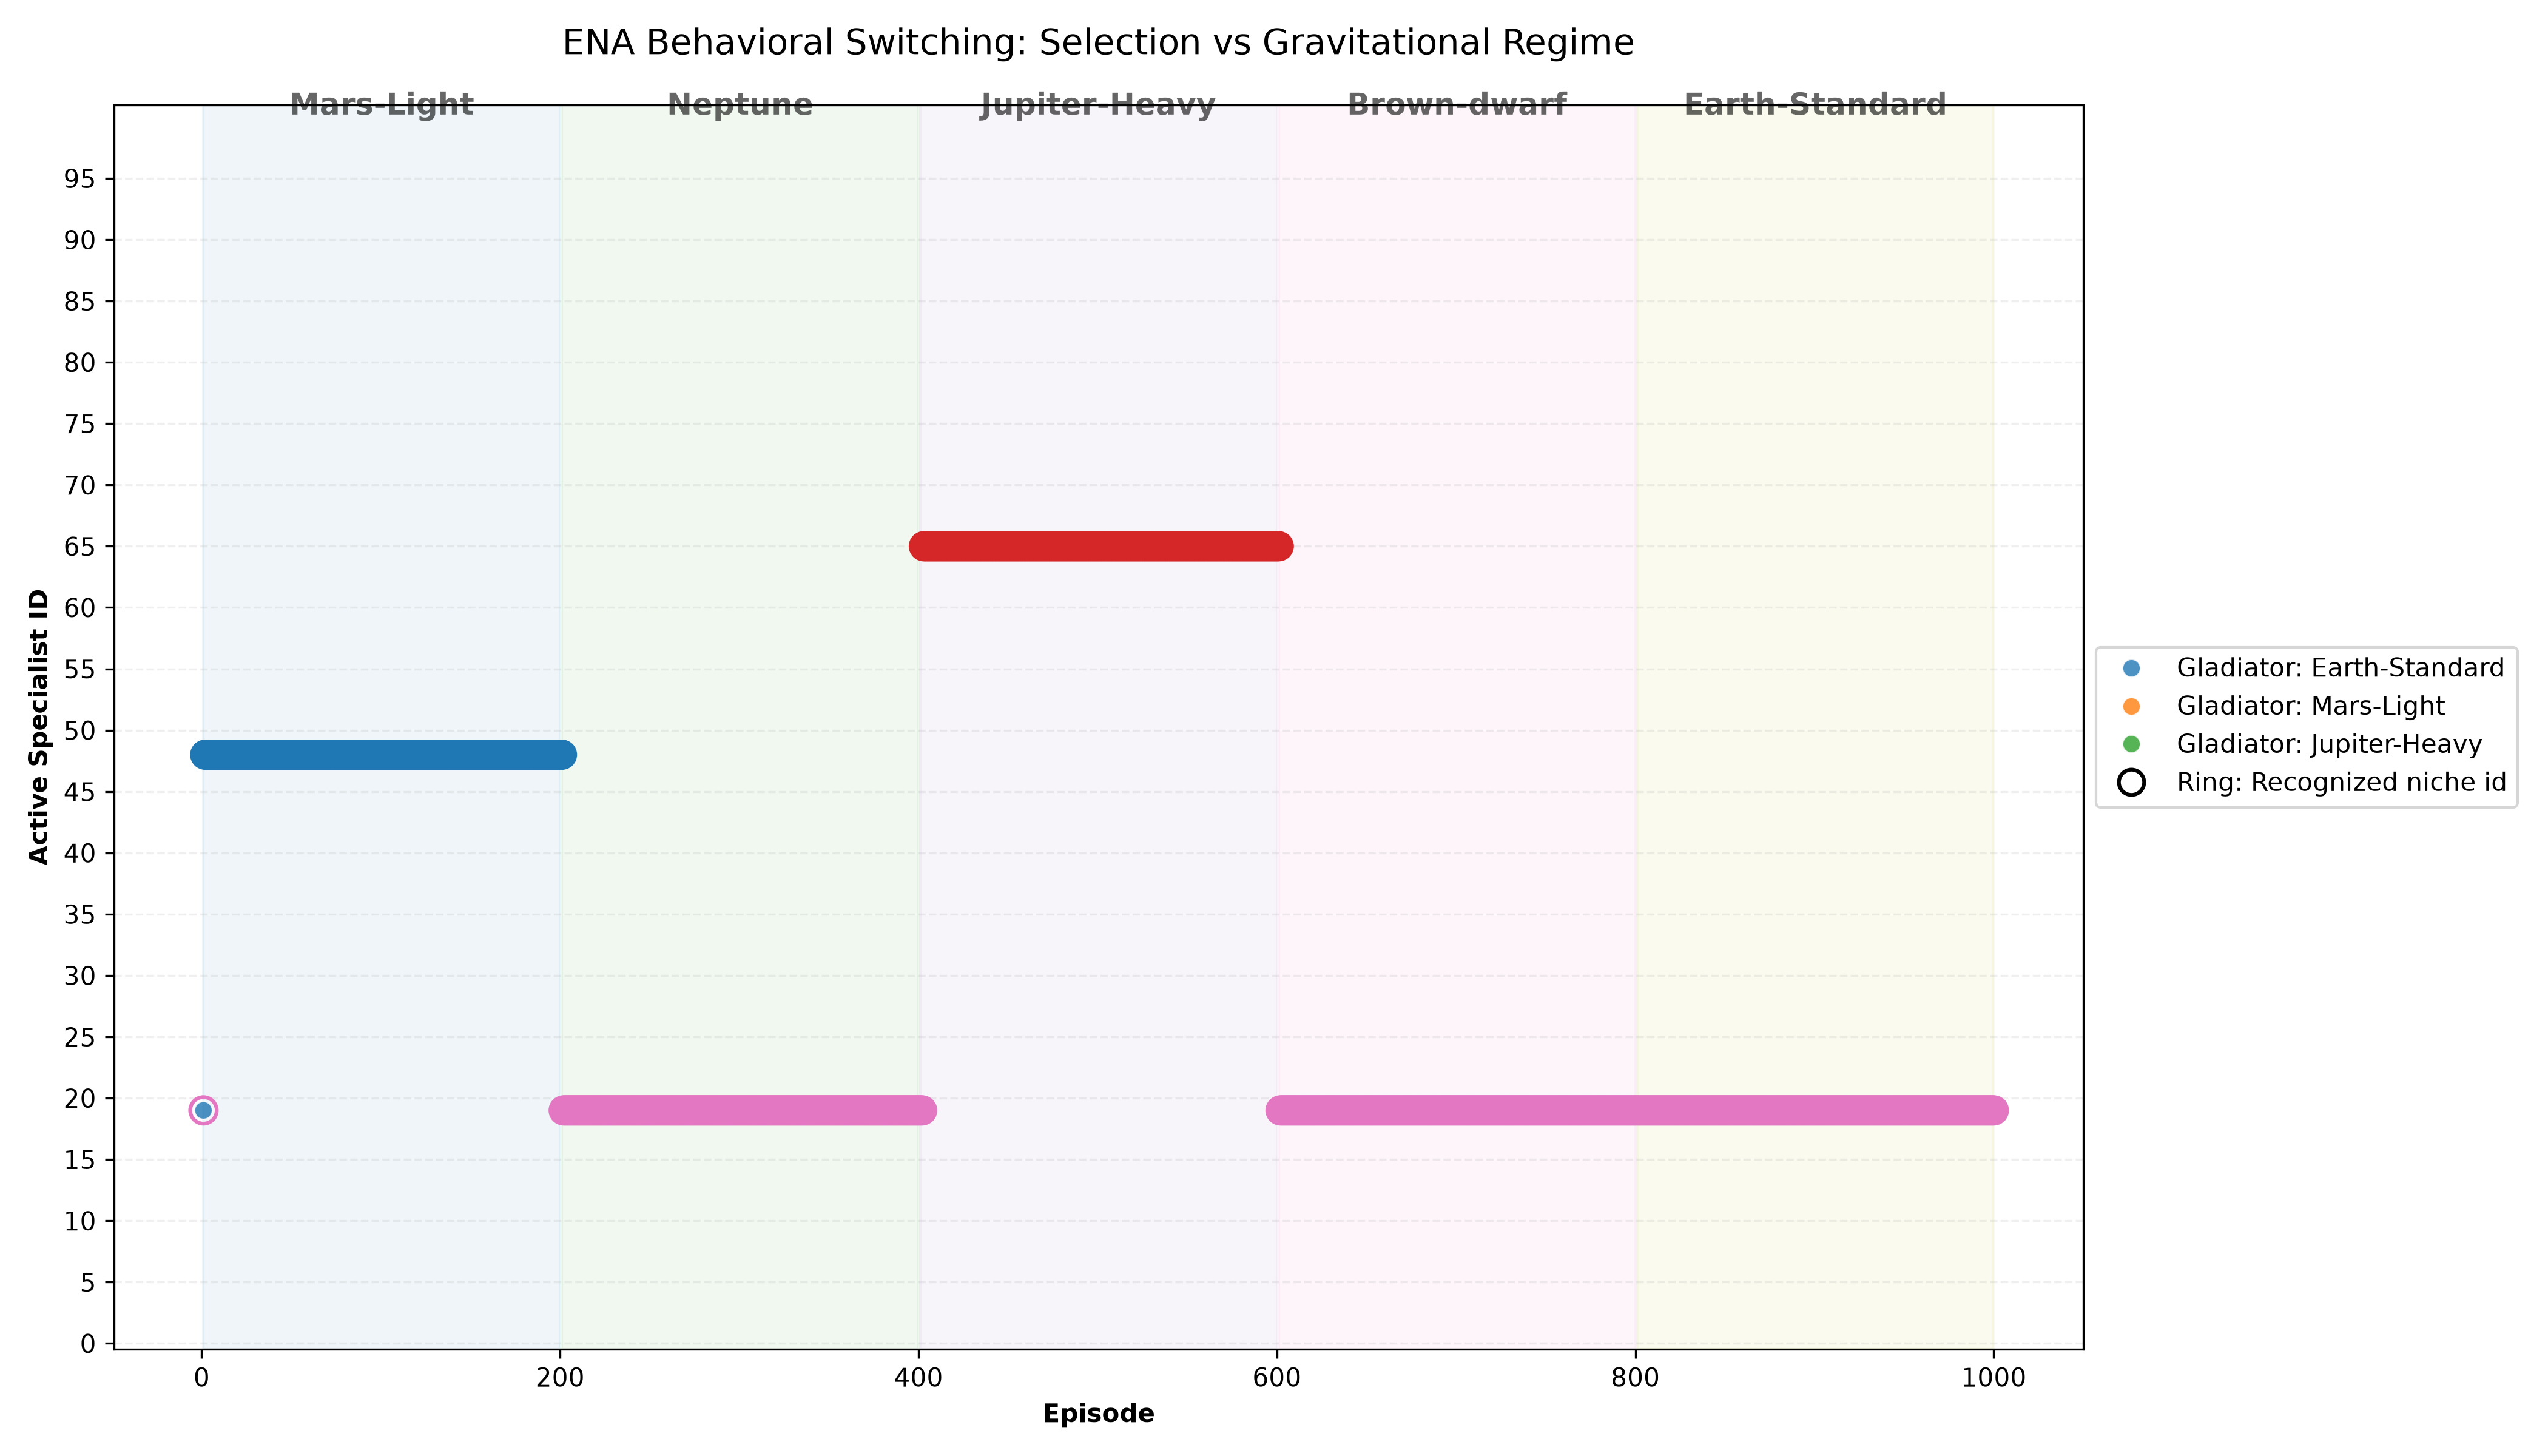 ENA Behavioral Switching: Selection vs Gravitational Regime
Mars-Light
Neptune
Jupiter-Heavy
Brown-dwarf
Earth-Standard
95
90
85
80
75
70
65
60
55
50
45
40
35
30
25
20
15
10
5
0
Active Specialist ID
0
200
400
600
800
1000
Episode
Gladiator: Earth-Standard
Gladiator: Mars-Light
Gladiator: Jupiter-Heavy
Ring: Recognized niche id